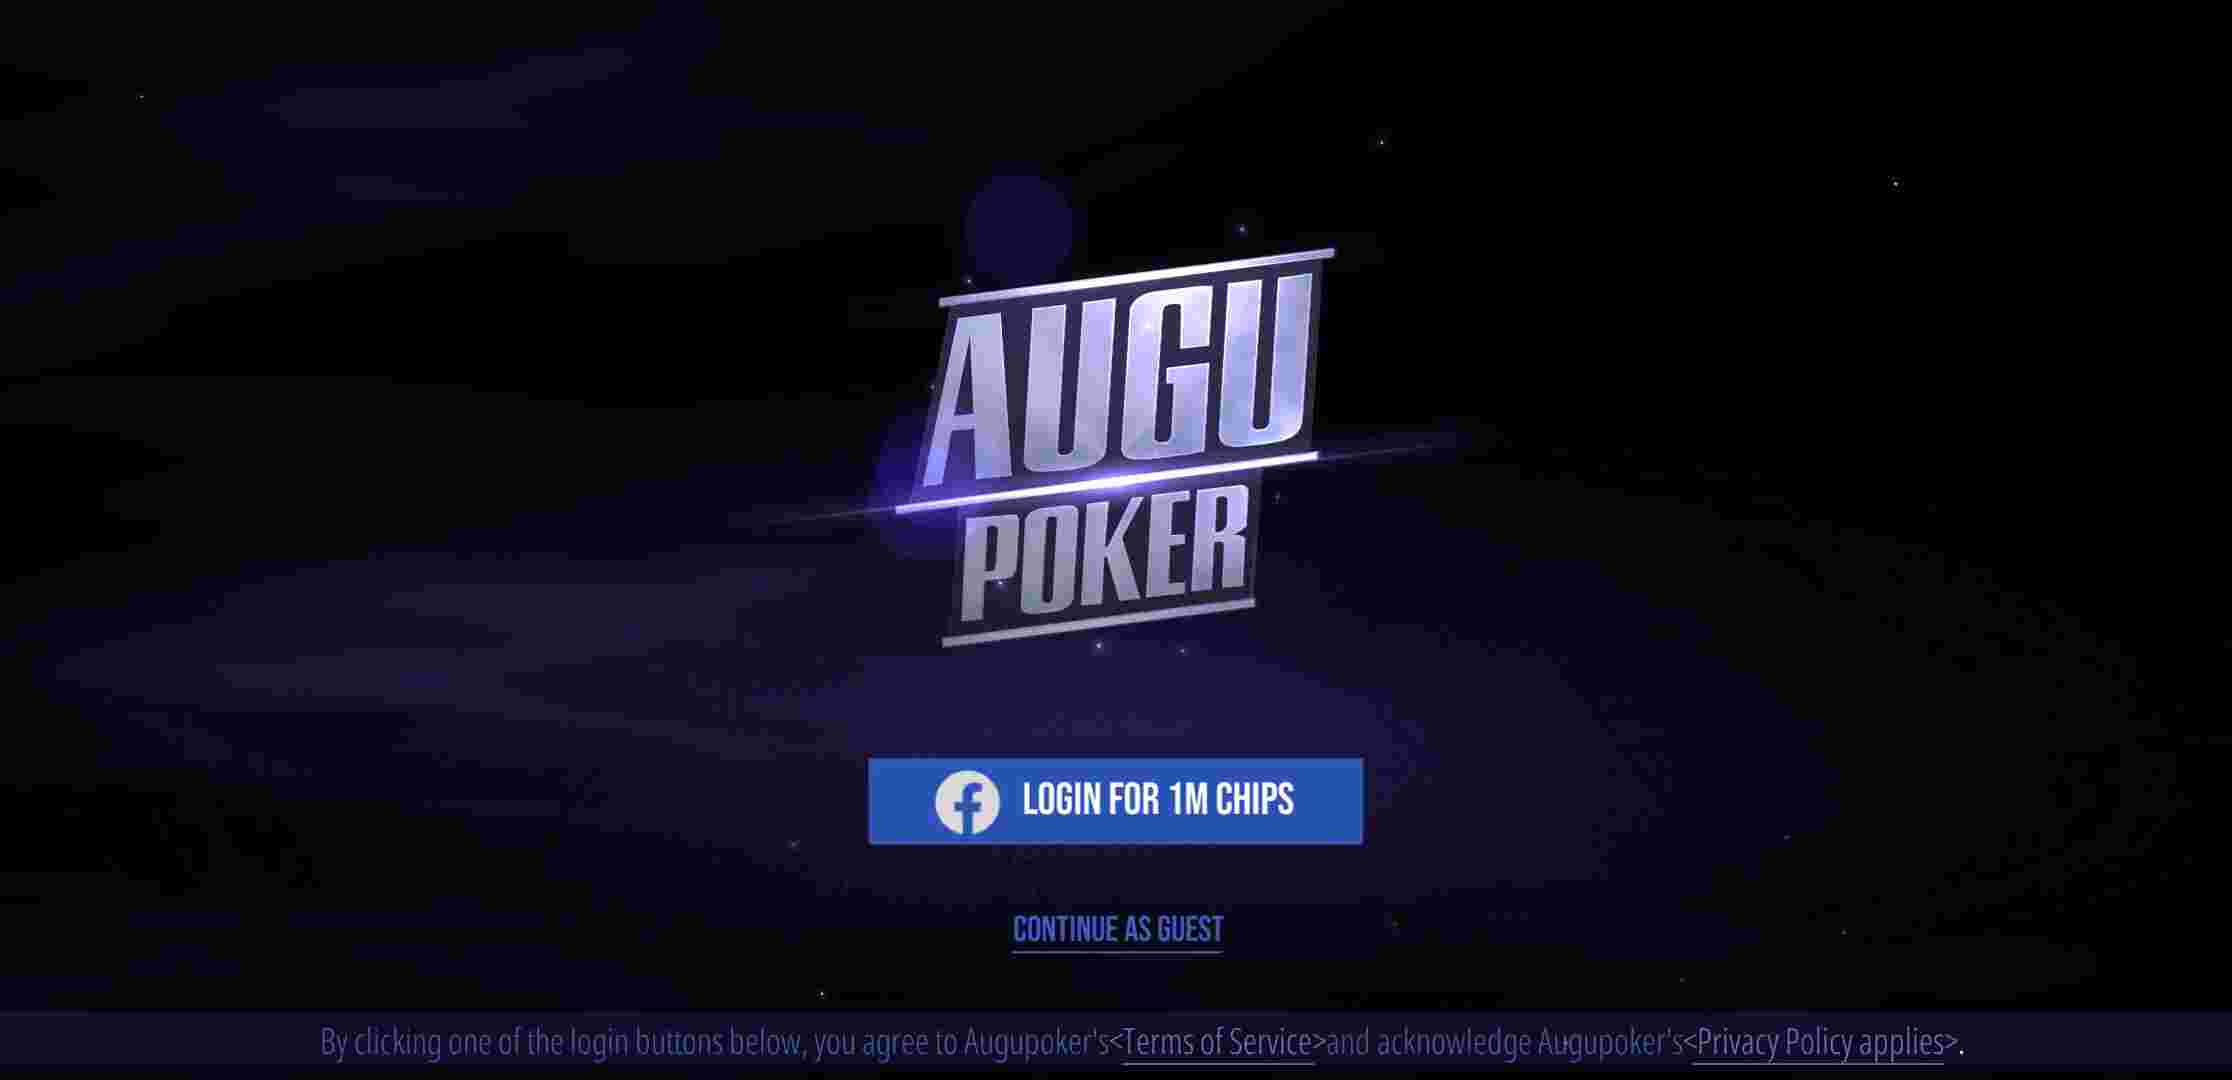 AUGU
POKER
LOGIN FOR 1M CHIPS
CONTINUE AS GUEST
By clicking one of the login buttons below, you agree to Augupoker's<Terms of Service>and acknowledge Augupoker's<Privacy Policy applies>.